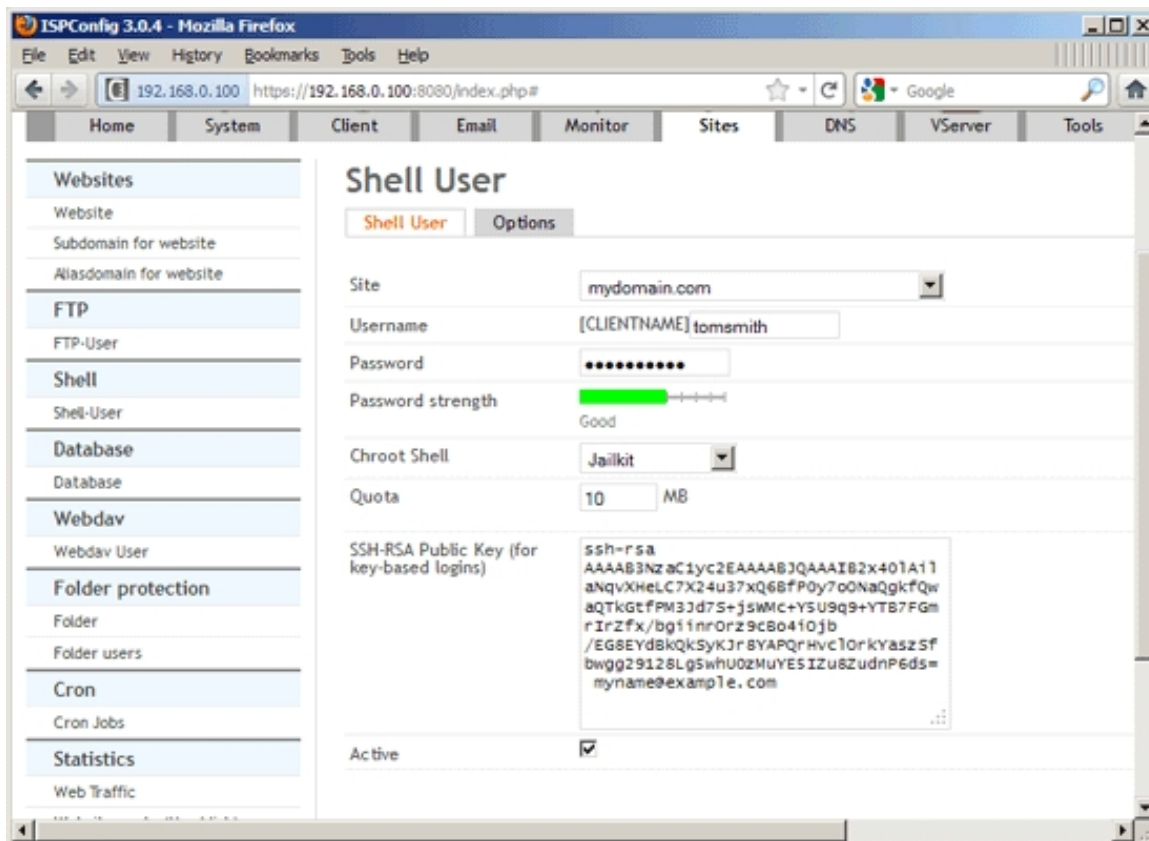 ISPConfig 3.0.4 - Mozilla Firefox
File Edit View History Bookmarks Tools Help
192.168.0.100 https://192.168.0.100:8080/index.php# Google
Home System Client Email Monitor Sites DNS VServer Tools
Websites
Website
Subdomain for website
Aliasdomain for website
FTP
FTP-User
Shell
Shell-User
Database
Database
Webdav
Webdav User
Folder protection
Folder
Folder users
Cron
Cron Jobs
Statistics
Web Traffic
Shell User
Shell User Options
Site mydomain.com
Username [CLIENTNAME] tomsmith
Password ••••••••••
Password strength
Good
Chroot Shell Jailkit
Quota 10 MB
SSH-RSA Public Key (for
key-based logins)
ssh-rsa
AAAAB3NzaC1yc2EAAAABJQAAAIB2x40lAil
aNqvXHeLC7X24u37xQ6BfP0y7oONaQgkfQw
aQTkGtfPM3Jd7S+jsWMc+Y5U9q9+YTB7FGm
rIrZfx/bgiinrOrz9cBo4iOjb
/EG8EYdBkQkSyKJr8YAPQrHvclOrkYaszSf
bwgg29128LgSwhU0zMuYESIZu8ZudnP6ds=
myname@example.com
Active